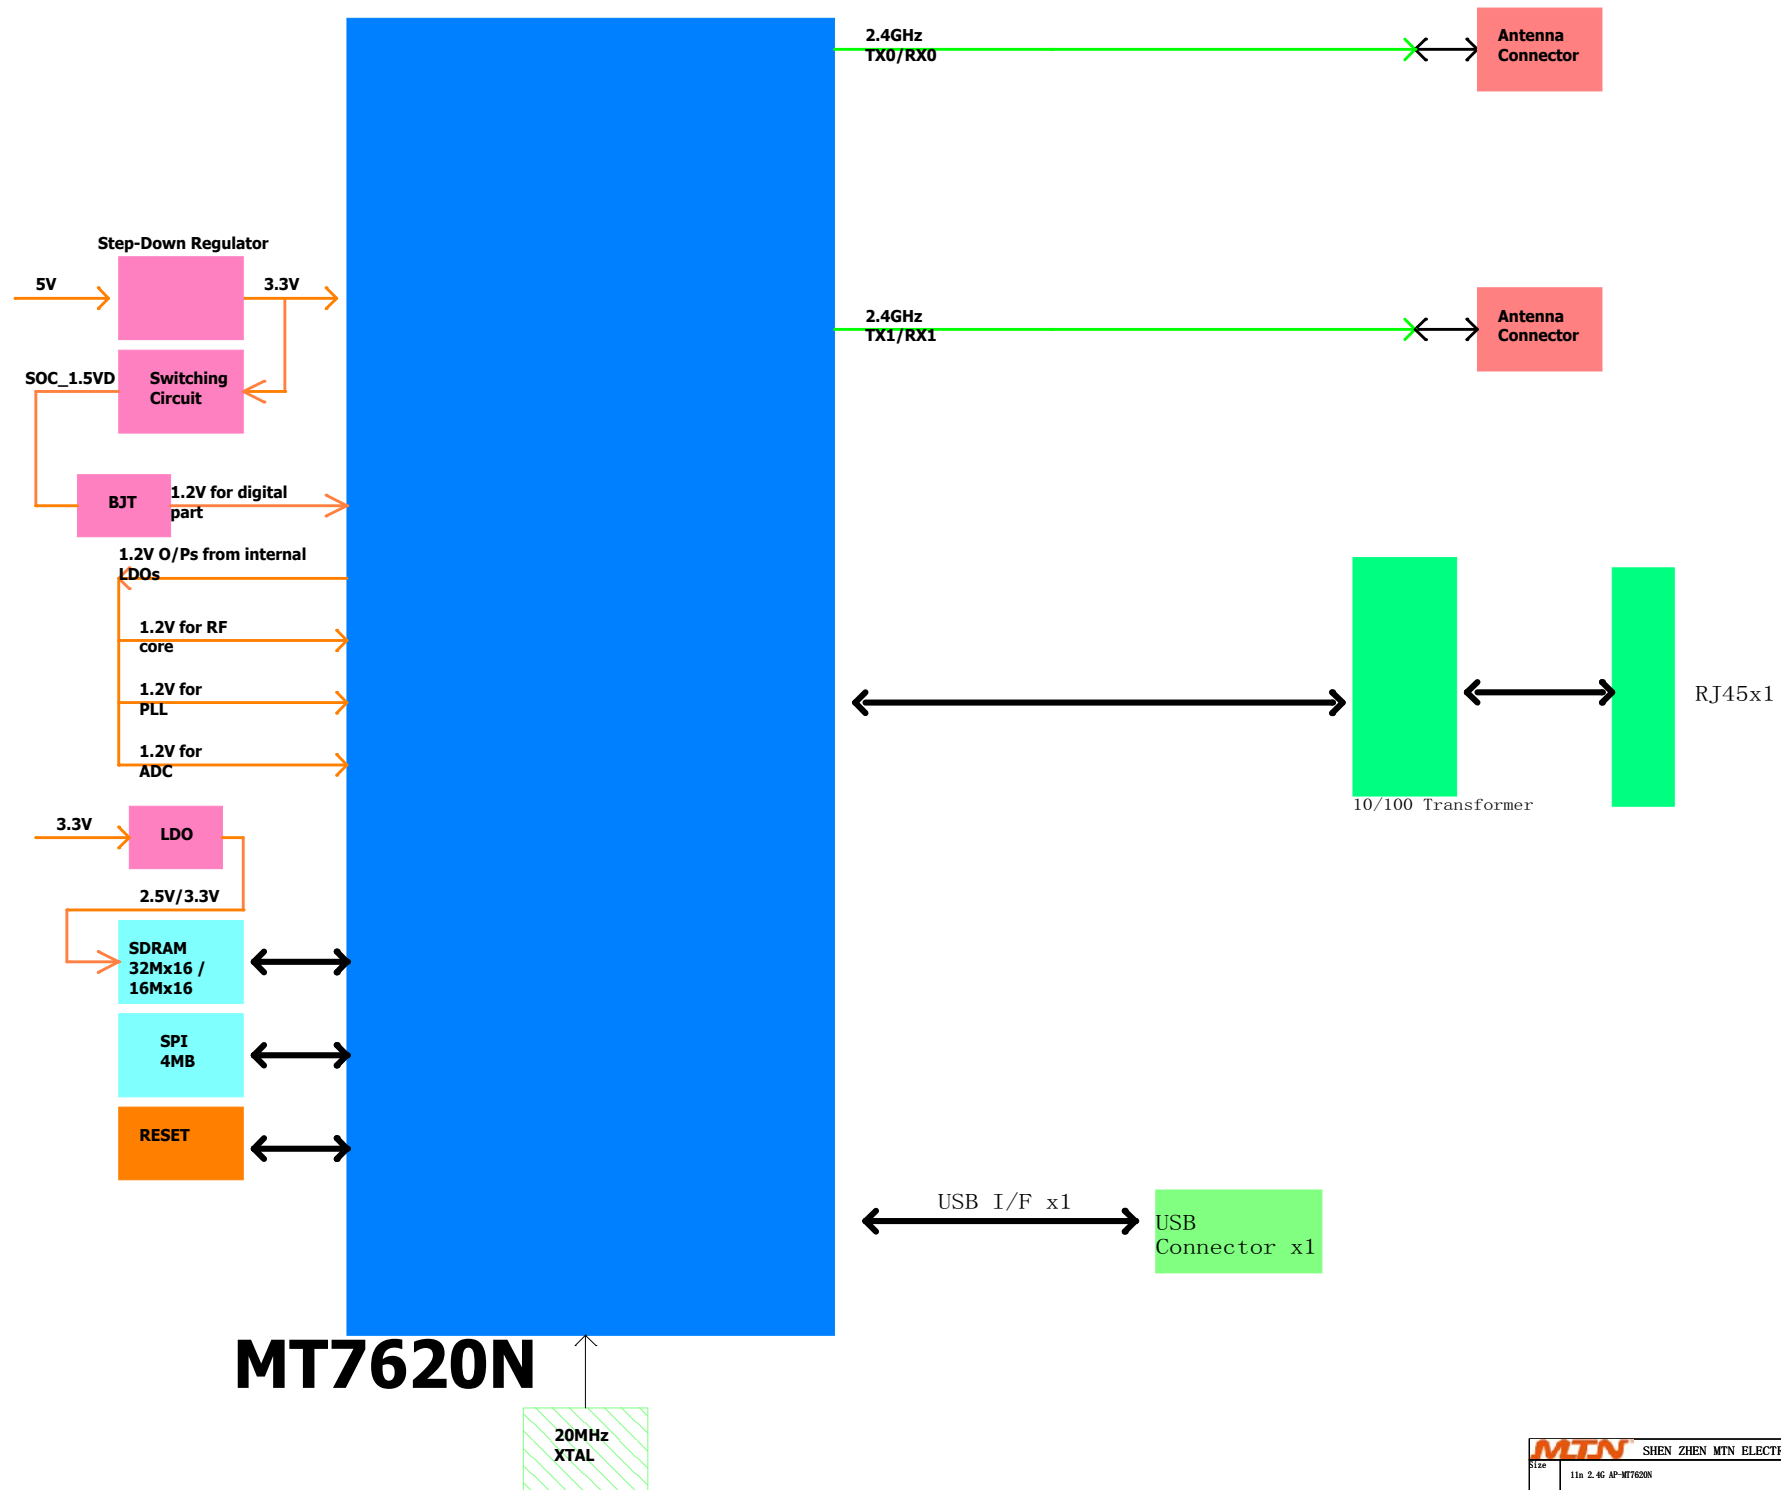 2.4GHz
TX0/RX0
Antenna
Connector
Step-Down Regulator
5V
3.3V
2.4GHz
TX1/RX1
Antenna
Connector
SOC_1.5VD
Switching
Circuit
BJT
1.2V for digital
part
1.2V O/Ps from internal
LDOs
1.2V for RF
core
1.2V for
PLL
1.2V for
ADC
RJ45x1
10/100 Transformer
3.3V
LDO
2.5V/3.3V
SDRAM
32Mx16 /
16Mx16
SPI
4MB
RESET
USB I/F x1
USB
Connector x1
MT7620N
20MHz
XTAL
MTN SHEN ZHEN MTN ELECTR
Size
11n 2.4G AP-MT7620N